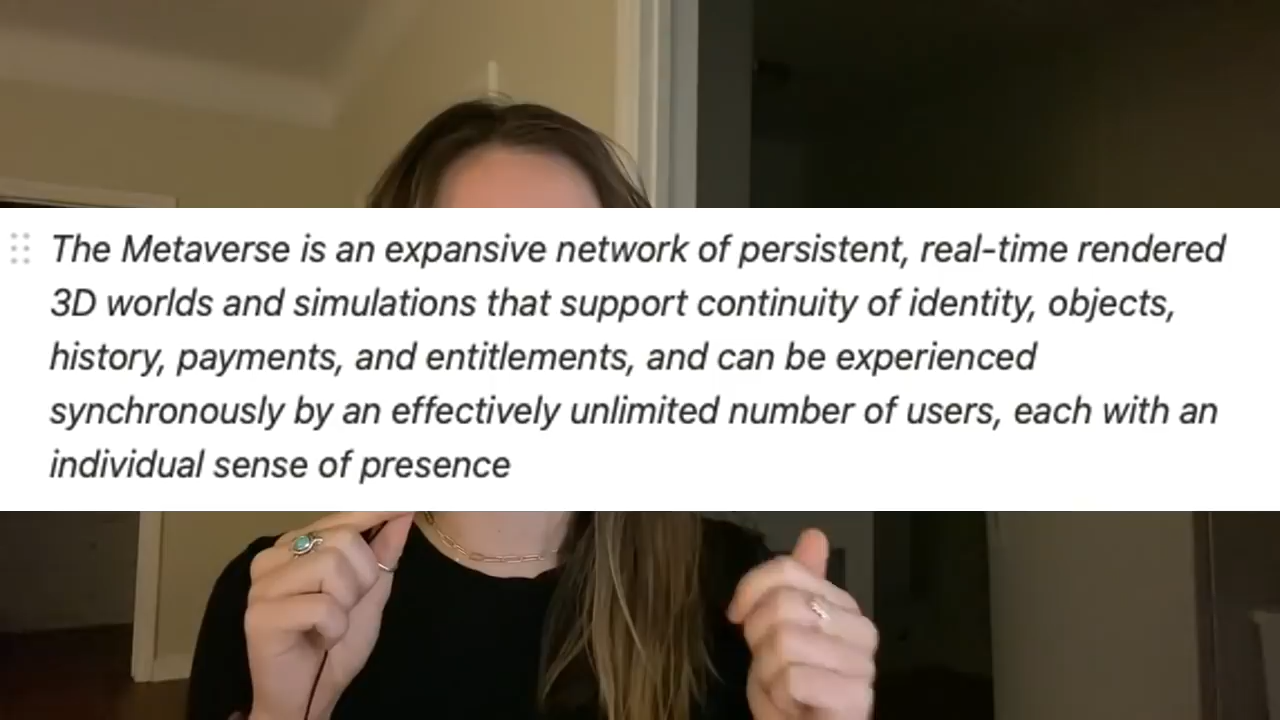 The Metaverse is an expansive network of persistent, real-time rendered
3D worlds and simulations that support continuity of identity, objects,
history, payments, and entitlements, and can be experienced
synchronously by an effectively unlimited number of users, each with an
individual sense of presence